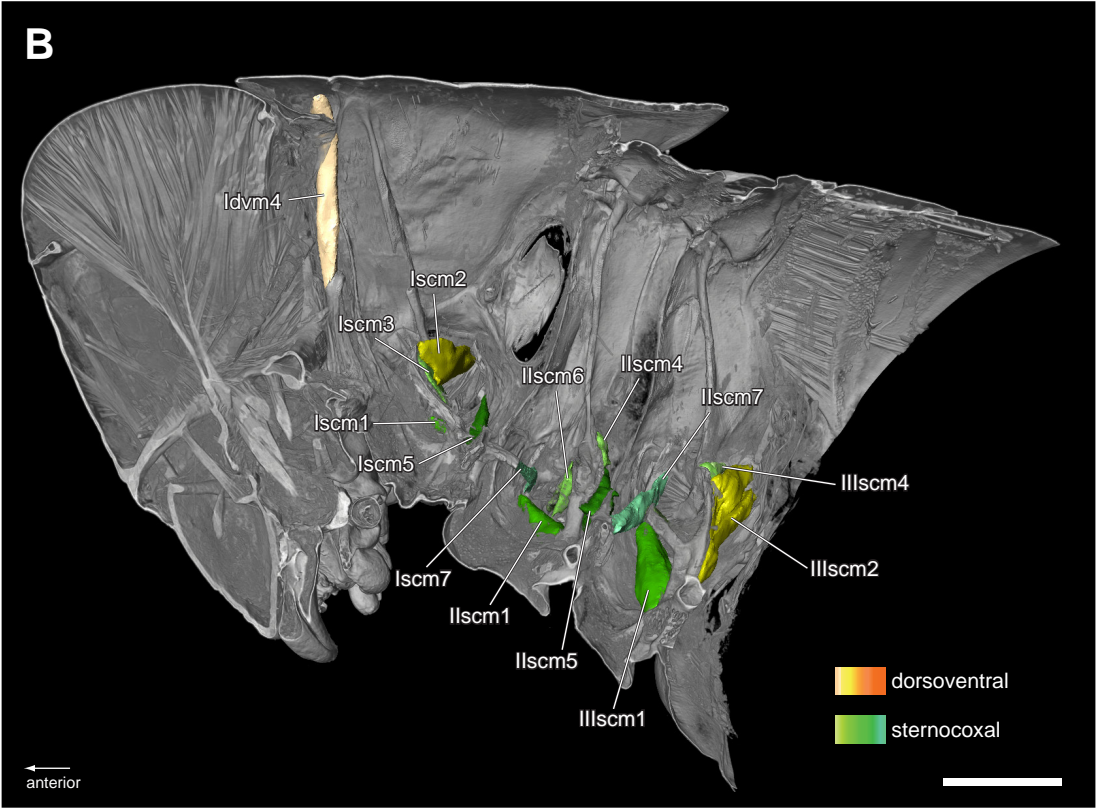 B
Idvm4
Iscm2
Iscm3
IIscm4
IIscm6
IIscm7
Iscm1
Iscm5
IIIscm4
IIIscm2
Iscm7
IIscm1
IIscm5
IIIscm1
dorsoventral
sternocoxal
anterior